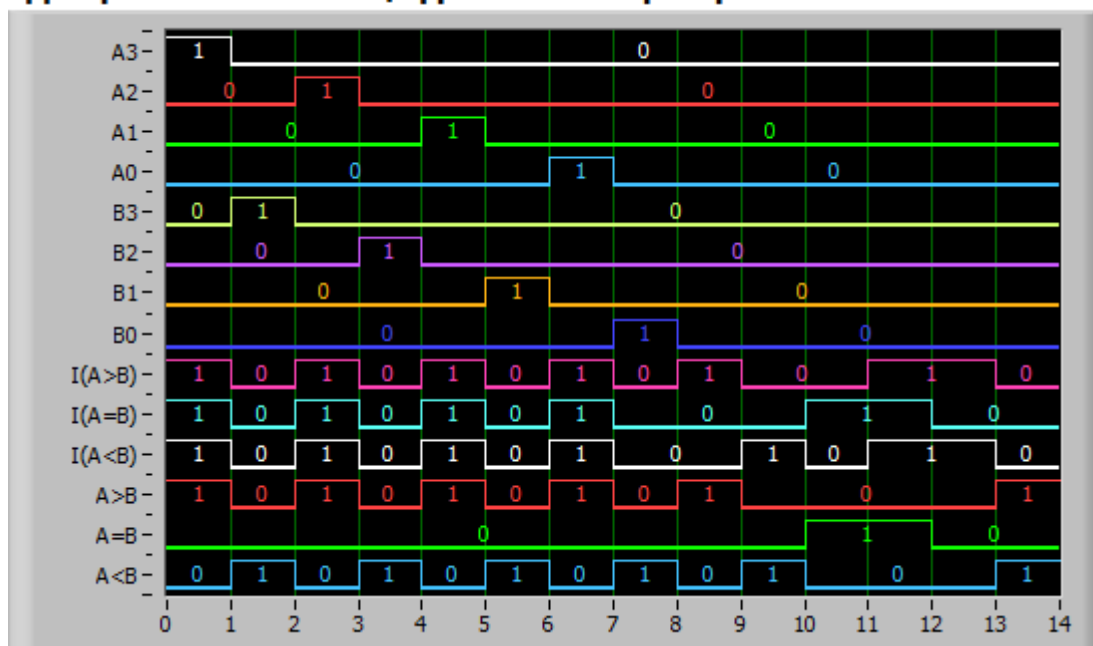 A3 1 0
A2 0 1 0
A1 0 1 0
A0 0 1 0
B3 0 1 0
B2 0 1 0
B1 0 1 0
B0 0 1 0
I(A>B) 1 0 1 0 1 0 1 0 1 0 1 0
I(A=B) 1 0 1 0 1 0 1 0 1 0
I(A<B) 1 0 1 0 1 0 1 0 1 0 1 0
A>B 1 0 1 0 1 0 1 0 1 0 1
A=B 0 1 0
A<B 0 1 0 1 0 1 0 1 0 1 0 1
0 1 2 3 4 5 6 7 8 9 10 11 12 13 14